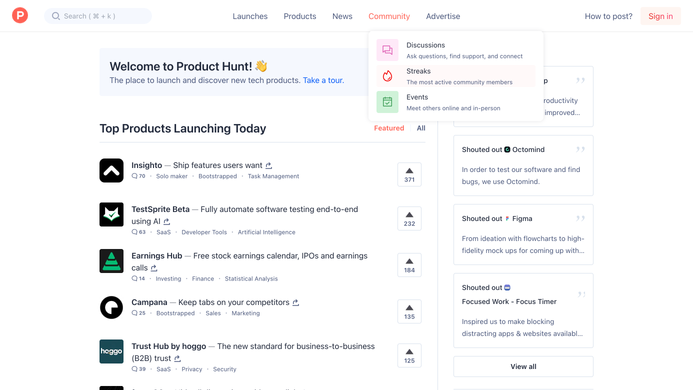 P
Search ( ⌘ + k )
Launches
Products
News
Community
Advertise
How to post?
Sign in
Discussions
Ask questions, find support, and connect
Streaks
The most active community members
Events
Meet others online and in-person
Welcome to Product Hunt! 👋
The place to launch and discover new tech products. Take a tour.
Top Products Launching Today
Featured
All
Insighto — Ship features users want
70 • Solo maker • Bootstrapped • Task Management
371
TestSprite Beta — Fully automate software testing end-to-end
using AI
63 • SaaS • Developer Tools • Artificial Intelligence
232
Earnings Hub — Free stock earnings calendar, IPOs and earnings
calls
14 • Investing • Finance • Statistical Analysis
184
Campana — Keep tabs on your competitors
25 • Bootstrapped • Sales • Marketing
135
hoggo
Trust Hub by hoggo — The new standard for business-to-business
(B2B) trust
39 • SaaS • Privacy • Security
125
improved...
Shouted out Octomind
In order to test our software and find
bugs, we use Octomind.
Shouted out Figma
From ideation with flowcharts to high-
fidelity mock ups for coming up with...
Shouted out
Focused Work - Focus Timer
Inspired us to make blocking
distracting apps & websites availabl...
View all